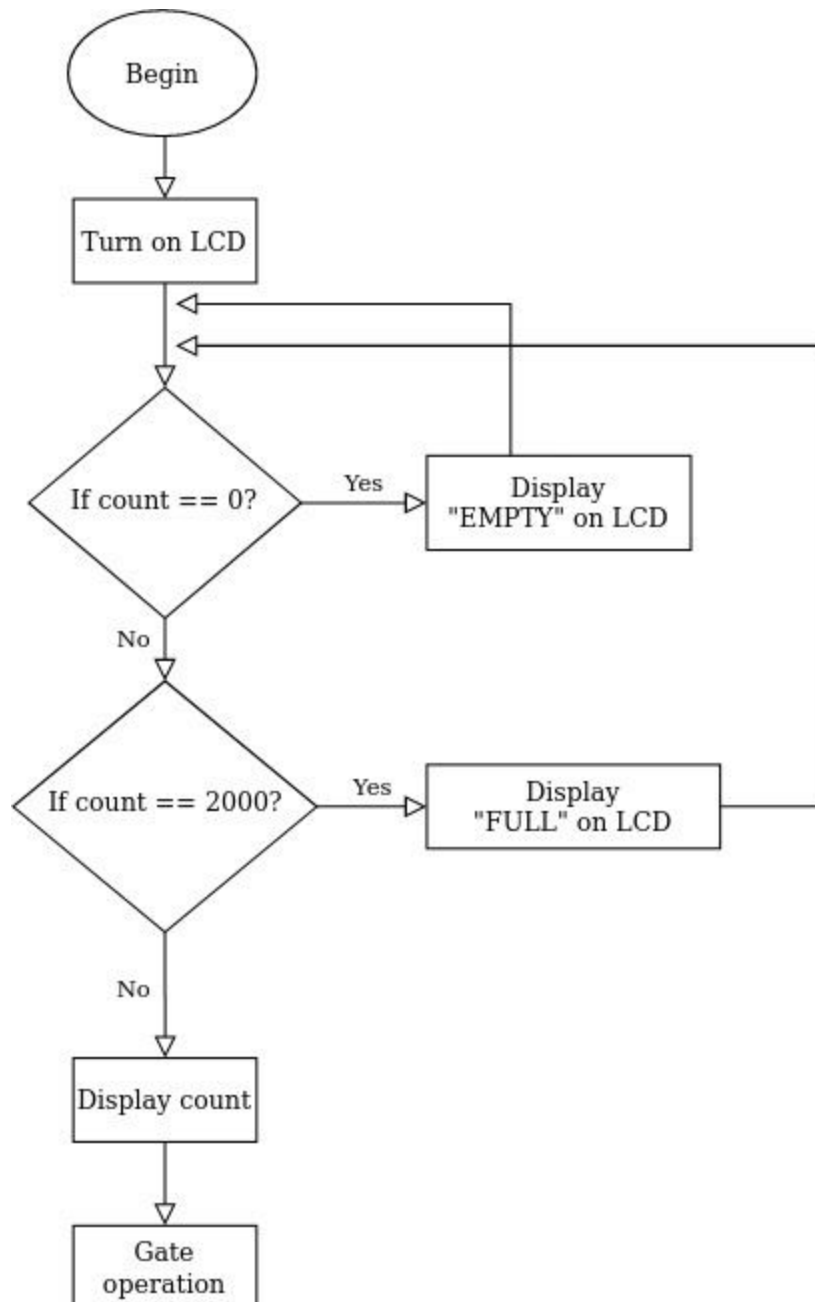 Begin
Turn on LCD
If count == 0?
Yes
Display
"EMPTY" on LCD
No
If count == 2000?
Yes
Display
"FULL" on LCD
No
Display count
Gate
operation